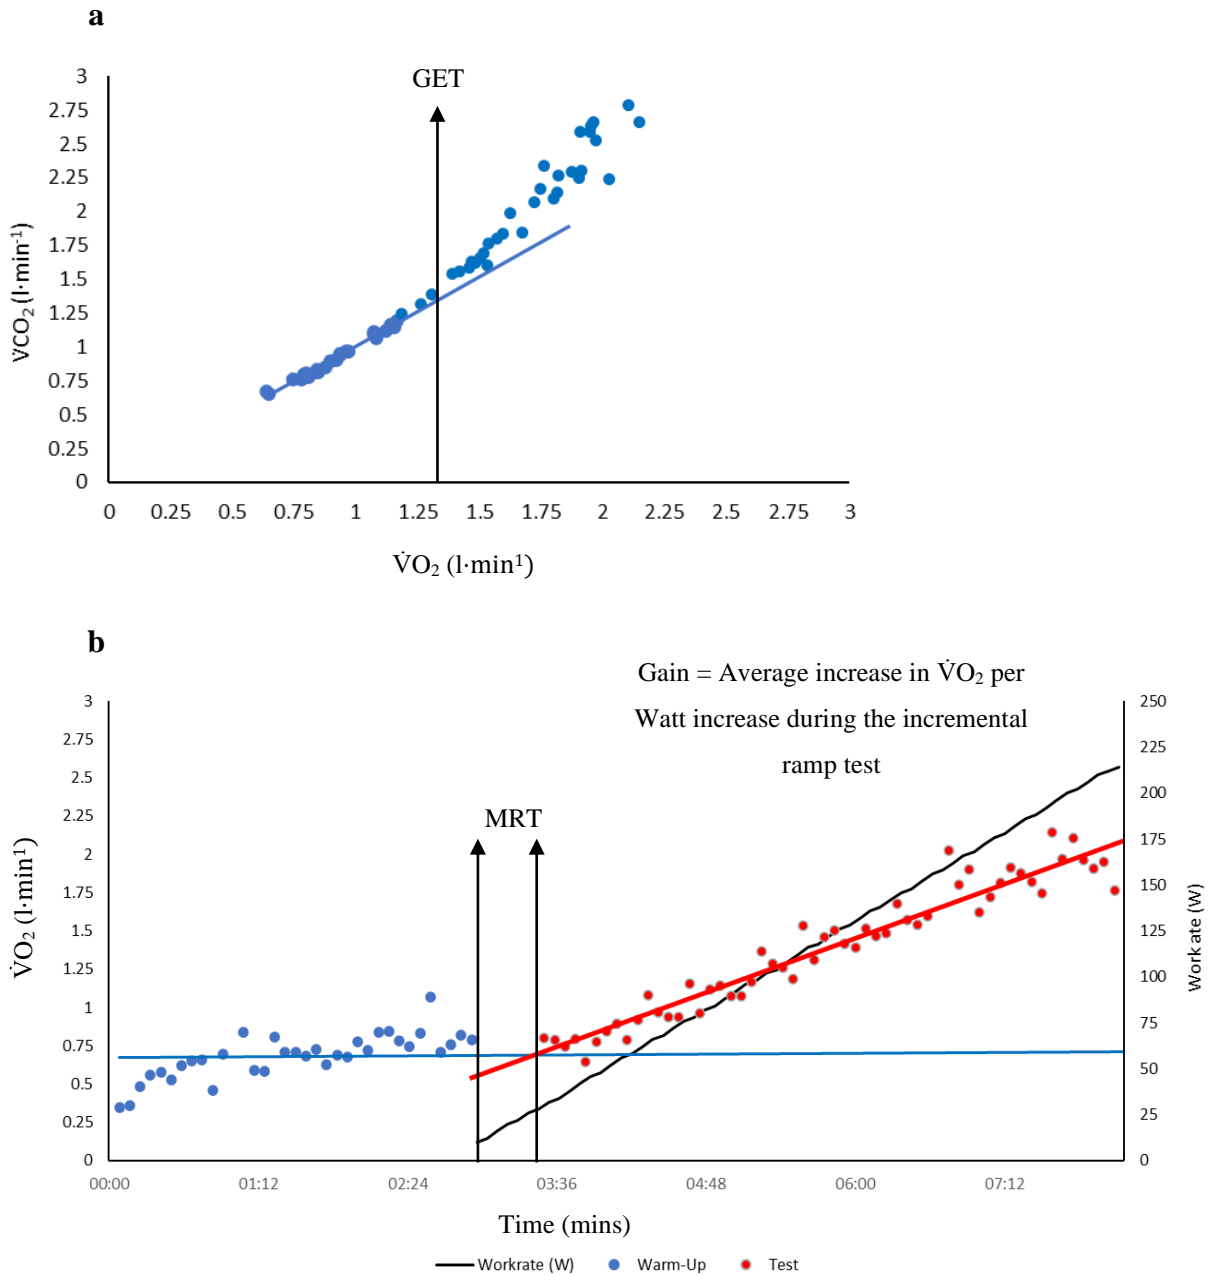 a
GET
3
2.75
2.5
2.25
2
1.75
1.5
1.25
1
0.75
0.5
0.25
0
V̇CO₂ (l·min⁻¹)
0 0.25 0.5 0.75 1 1.25 1.5 1.75 2 2.25 2.5 2.75 3
V̇O₂ (l·min¹)
b
Gain = Average increase in V̇O₂ per
Watt increase during the incremental
ramp test
MRT
3
2.75
2.5
2.25
2
1.75
1.5
1.25
1
0.75
0.5
0.25
0
V̇O₂ (l·min¹)
250
225
200
175
150
125
100
75
50
25
0
Work rate (W)
00:00 01:12 02:24 03:36 04:48 06:00 07:12
Time (mins)
Workrate (W) Warm-Up Test